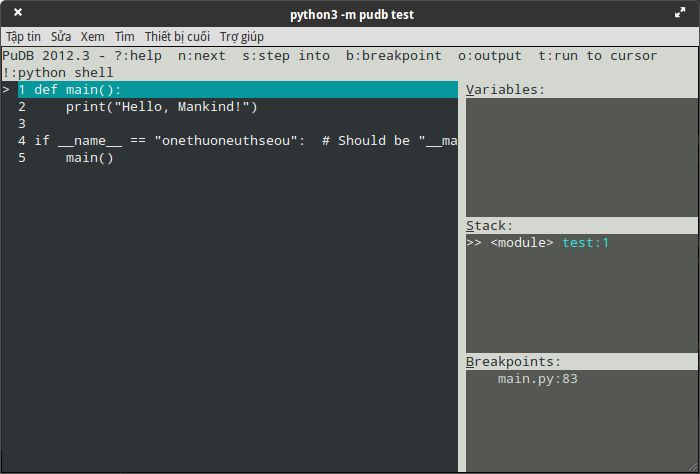 python3 -m pudb test
Tập tin Sửa Xem Tìm Thiết bị cuối Trợ giúp
PuDB 2012.3 - ?:help  n:next  s:step into  b:breakpoint  o:output  t:run to cursor
!:python shell
> 1 def main():
  2     print("Hello, Mankind!")
  3
  4 if __name__ == "onethuoneuthseou":  # Should be "__ma
  5     main()
Variables:
Stack:
>> <module> test:1
Breakpoints:
main.py:83